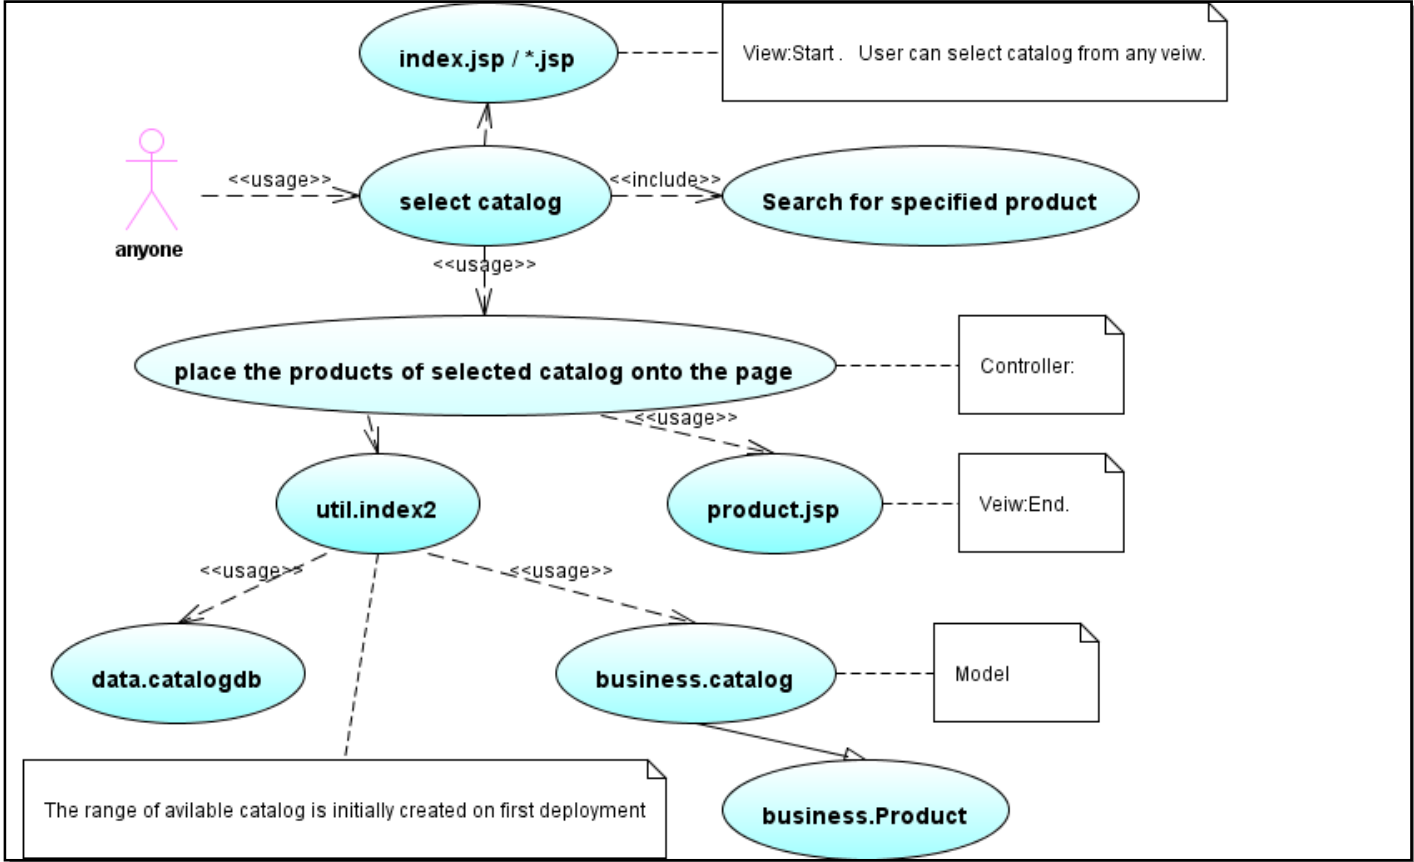 index.jsp / *.jsp
View:Start .   User can select catalog from any veiw.
<<usage>>
select catalog
<<include>>
Search for specified product
anyone
<<usage>>
place the products of selected catalog onto the page
Controller:
<<usage>>
util.index2
product.jsp
Veiw:End.
<<usage>>
<<usage>>
data.catalogdb
business.catalog
Model
The range of avilable catalog is initially created on first deployment
business.Product